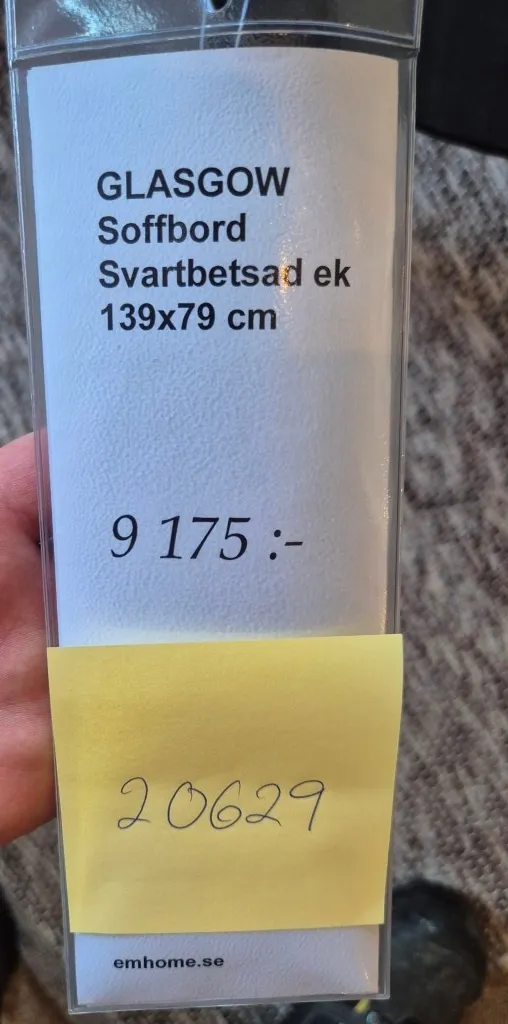 GLASGOW
Soffbord
Svartbetsad ek
139x79 cm
9 175 :-
20629
emhome.se